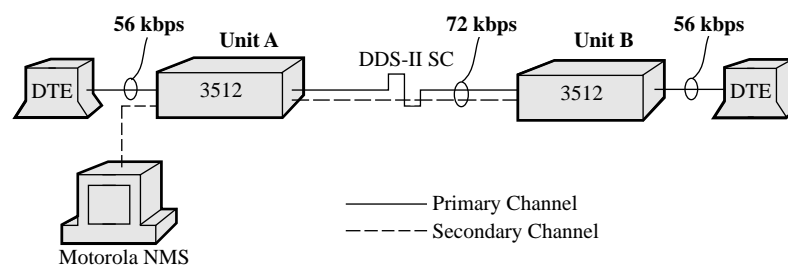 56 kbps
Unit A
72 kbps
Unit B
56 kbps
DDS-II SC
DTE
3512
3512
DTE
Primary Channel
Secondary Channel
Motorola NMS